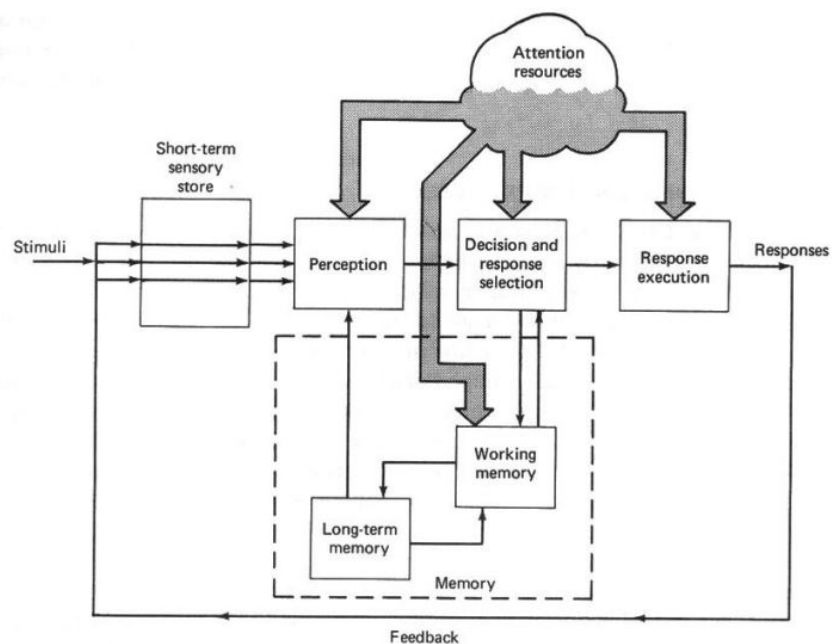 Attention
resources
Short-term
sensory
store
Stimuli
Perception
Decision and
response
selection
Response
execution
Responses
Working
memory
Long-term
memory
Memory
Feedback